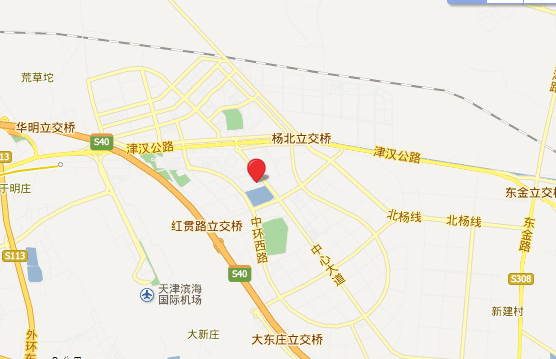 荒草坨
华明立交桥
S40
津汉公路
杨北立交桥
津汉公路
13
于明庄
东金立交
红贯路立交桥
中环西路
北杨线
北杨线
东金路
S113
中心大道
S40
S308
天津滨海
国际机场
新建村
大新庄
外环东
大东庄立交桥